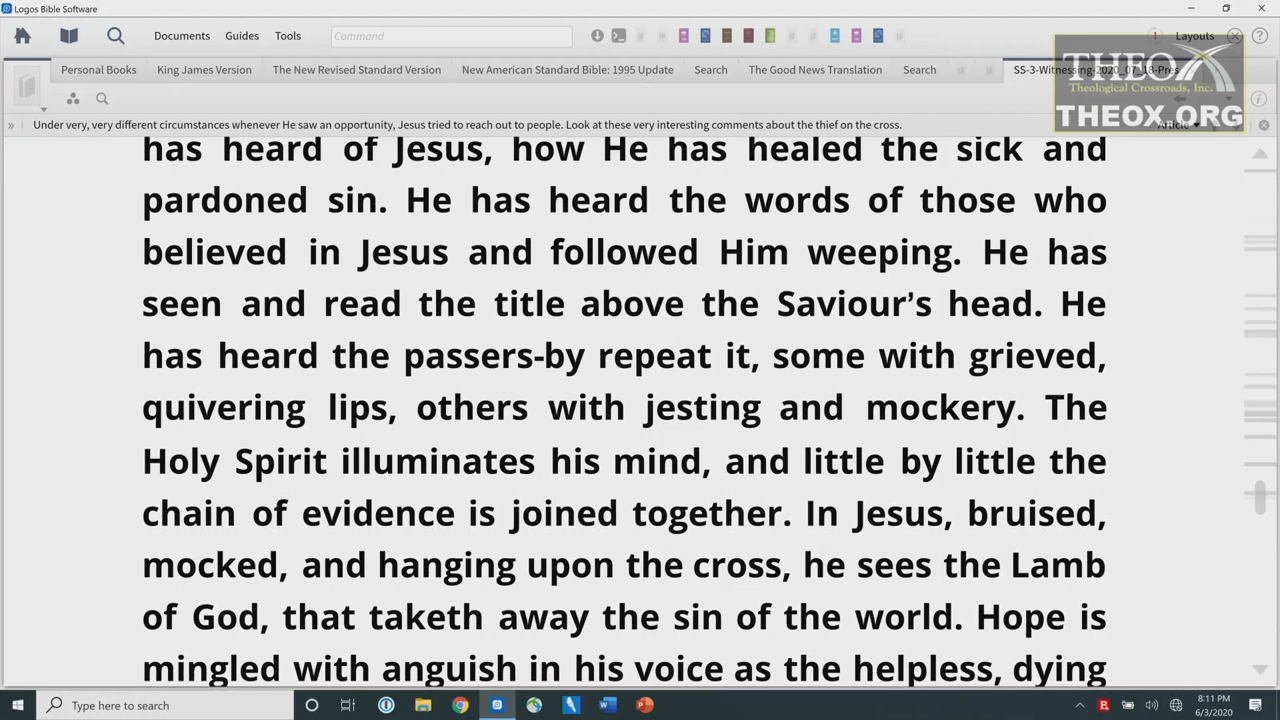 Logos Bible Software
Documents Guides Tools Command Layouts
Personal Books King James Version The New Revised New American Standard Bible: 1995 Update Search The Good News Translation Search SS-3-Witnessing-2020_07_18-Pres
THEOX
Theological Crossroads, Inc.
THEOX.ORG
Article
Under very, very different circumstances whenever He saw an opportunity, Jesus tried to reach out to people. Look at these very interesting comments about the thief on the cross.
has heard of Jesus, how He has healed the sick and
pardoned sin. He has heard the words of those who
believed in Jesus and followed Him weeping. He has
seen and read the title above the Saviour’s head. He
has heard the passers-by repeat it, some with grieved,
quivering lips, others with jesting and mockery. The
Holy Spirit illuminates his mind, and little by little the
chain of evidence is joined together. In Jesus, bruised,
mocked, and hanging upon the cross, he sees the Lamb
of God, that taketh away the sin of the world. Hope is
mingled with anguish in his voice as the helpless, dying
Type here to search
8:11 PM
6/3/2020